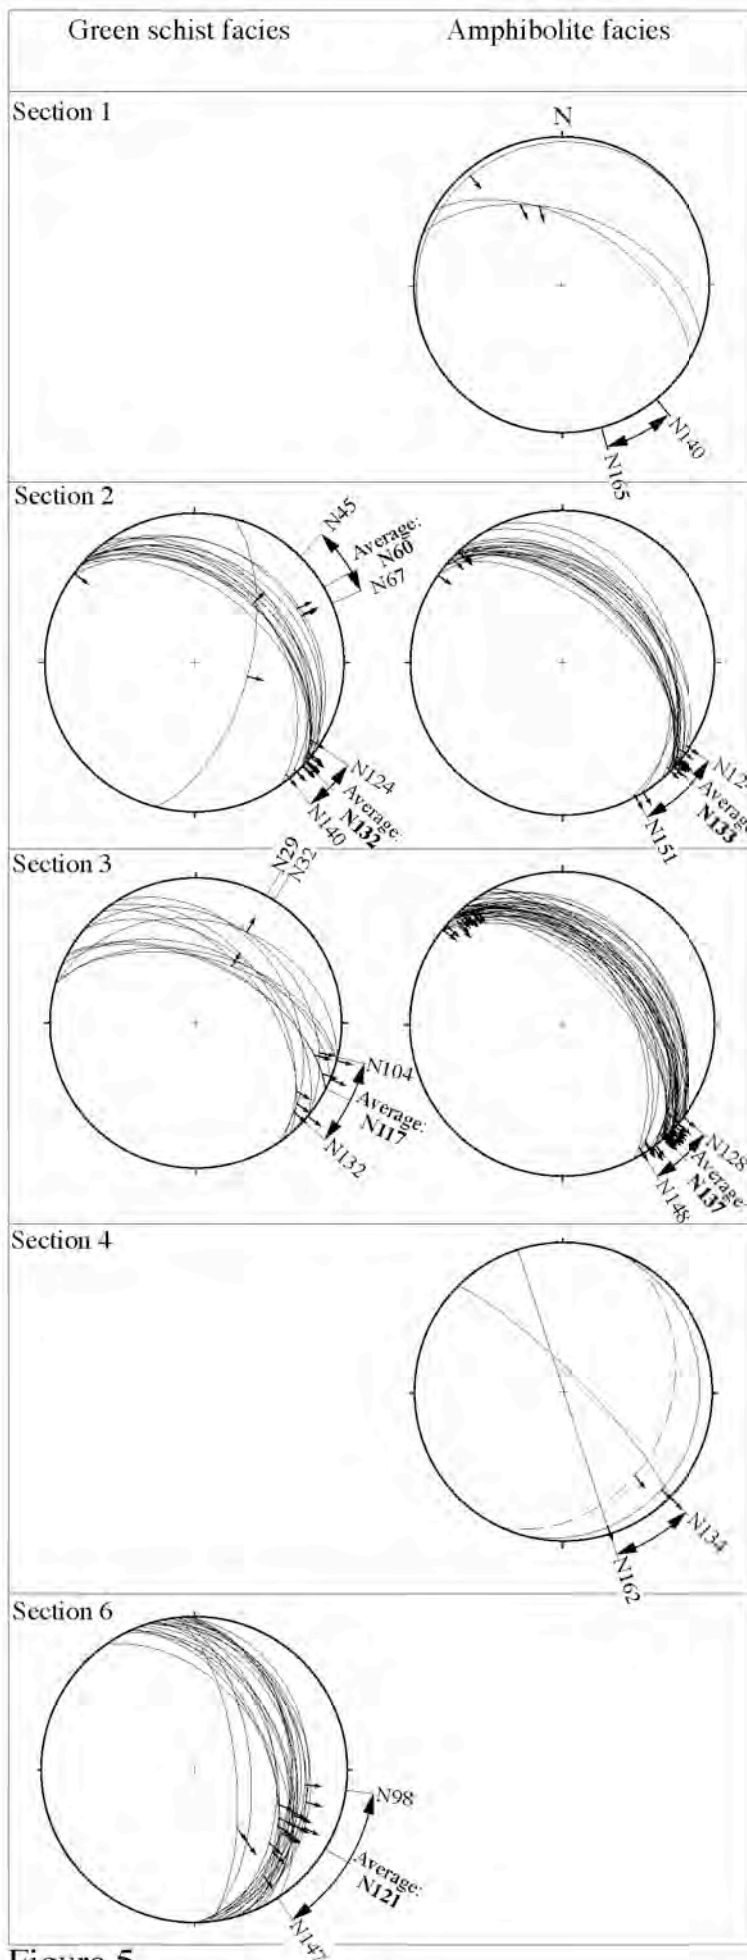 Green schist facies
Amphibolite facies
Section 1
N
N140
N165
Section 2
N45
Average:
N60
N67
N124
Average:
N132
N140
Average:
N133
N151
Section 3
N29
N32
N104
Average:
N117
N132
N128
Average:
N137
N148
Section 4
N134
N162
Section 6
N98
Average:
N121
N147
Figure 5